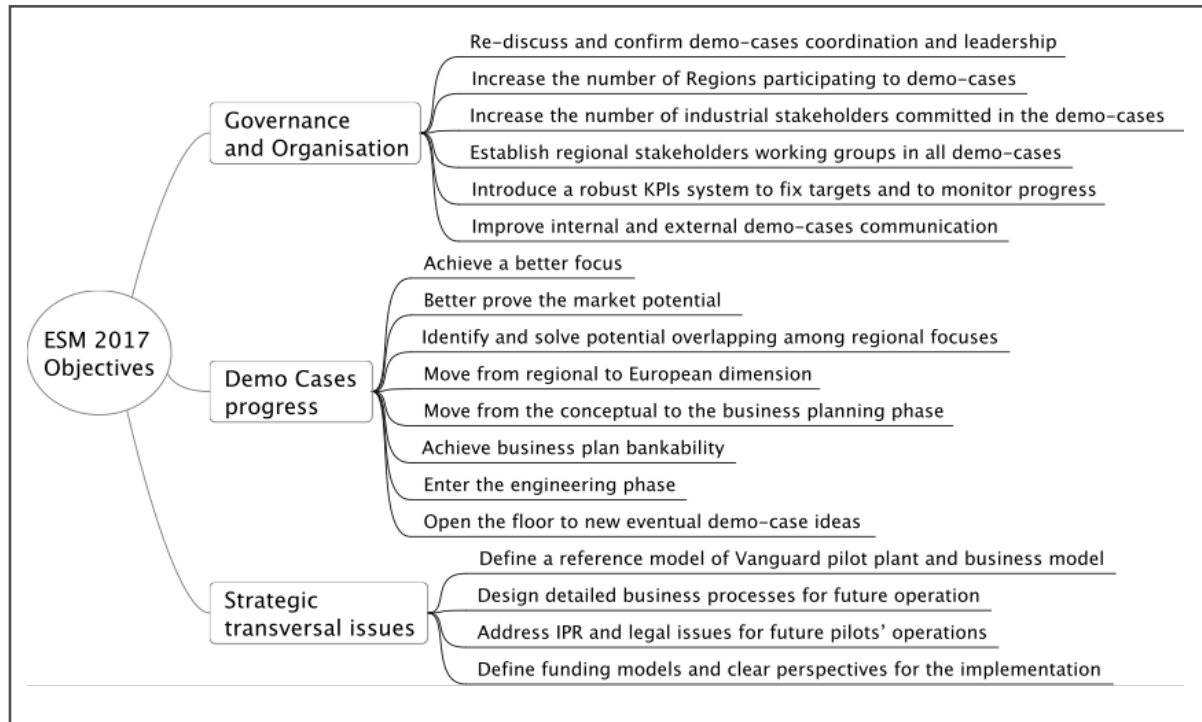 ESM 2017
Objectives
Governance
and Organisation
Re-discuss and confirm demo-cases coordination and leadership
Increase the number of Regions participating to demo-cases
Increase the number of industrial stakeholders committed in the demo-cases
Establish regional stakeholders working groups in all demo-cases
Introduce a robust KPIs system to fix targets and to monitor progress
Improve internal and external demo-cases communication
Demo Cases
progress
Achieve a better focus
Better prove the market potential
Identify and solve potential overlapping among regional focuses
Move from regional to European dimension
Move from the conceptual to the business planning phase
Achieve business plan bankability
Enter the engineering phase
Open the floor to new eventual demo-case ideas
Strategic
transversal issues
Define a reference model of Vanguard pilot plant and business model
Design detailed business processes for future operation
Address IPR and legal issues for future pilots’ operations
Define funding models and clear perspectives for the implementation